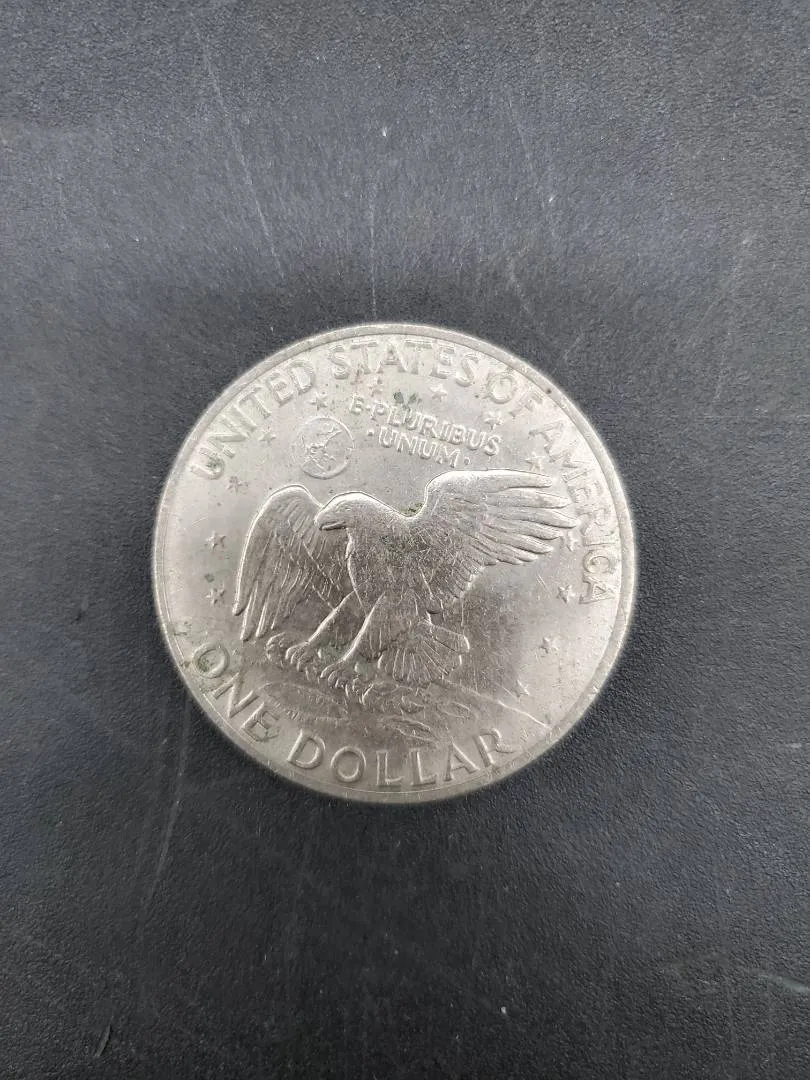 UNITED STATES OF AMERICA
E·PLURIBUS
·UNUM·
ONE DOLLAR